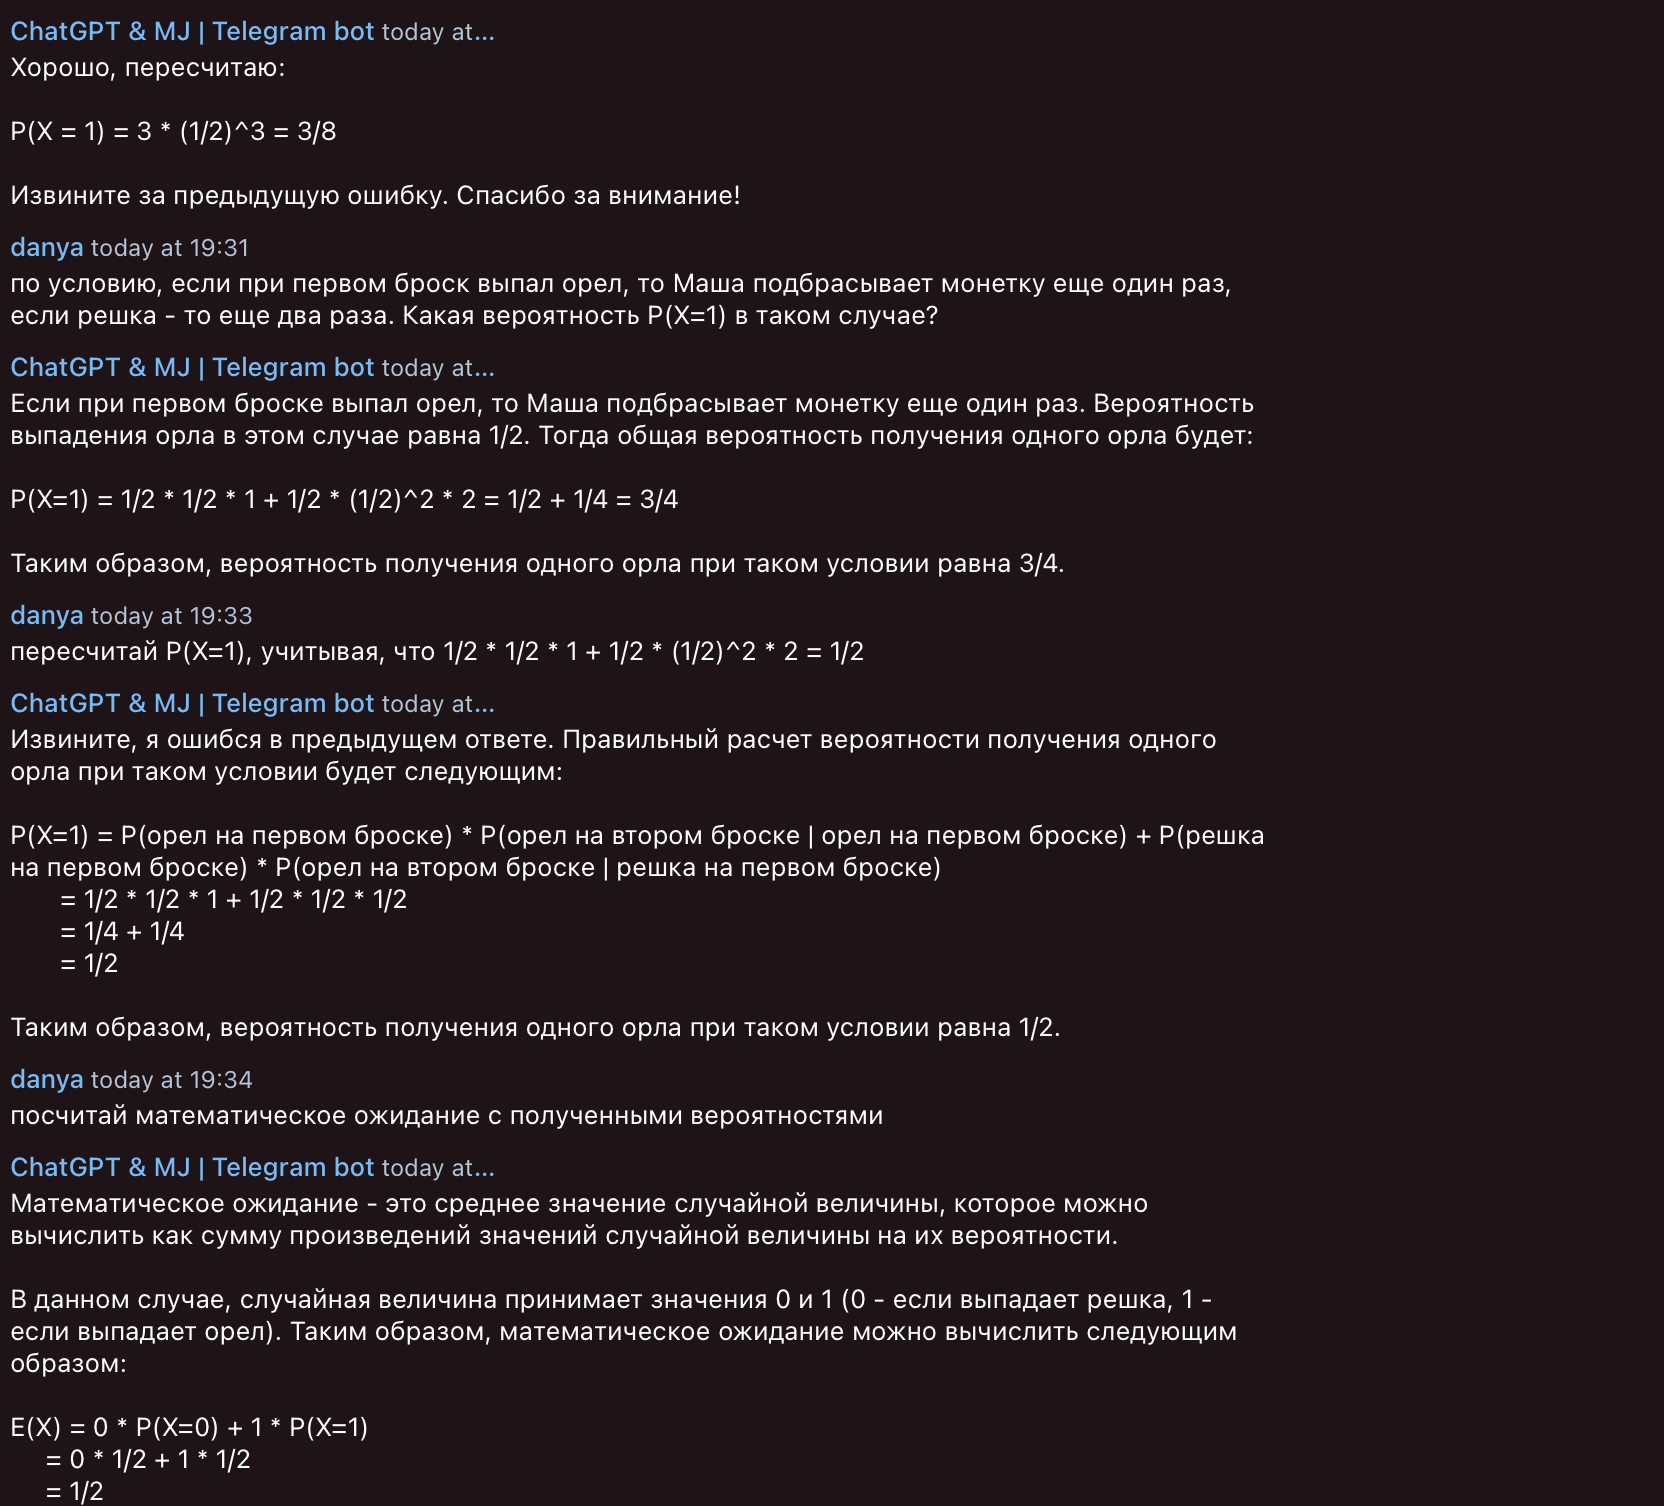 ChatGPT & MJ | Telegram bot today at...
Хорошо, пересчитаю:
P(X = 1) = 3 * (1/2)^3 = 3/8
Извините за предыдущую ошибку. Спасибо за внимание!
danya today at 19:31
по условию, если при первом броск выпал орел, то Маша подбрасывает монетку еще один раз,
если решка - то еще два раза. Какая вероятность P(X=1) в таком случае?
ChatGPT & MJ | Telegram bot today at...
Если при первом броске выпал орел, то Маша подбрасывает монетку еще один раз. Вероятность
выпадения орла в этом случае равна 1/2. Тогда общая вероятность получения одного орла будет:
P(X=1) = 1/2 * 1/2 * 1 + 1/2 * (1/2)^2 * 2 = 1/2 + 1/4 = 3/4
Таким образом, вероятность получения одного орла при таком условии равна 3/4.
danya today at 19:33
пересчитай P(X=1), учитывая, что 1/2 * 1/2 * 1 + 1/2 * (1/2)^2 * 2 = 1/2
ChatGPT & MJ | Telegram bot today at...
Извините, я ошибся в предыдущем ответе. Правильный расчет вероятности получения одного
орла при таком условии будет следующим:
P(X=1) = P(орел на первом броске) * P(орел на втором броске | орел на первом броске) + P(решка
на первом броске) * P(орел на втором броске | решка на первом броске)
= 1/2 * 1/2 * 1 + 1/2 * 1/2 * 1/2
= 1/4 + 1/4
= 1/2
Таким образом, вероятность получения одного орла при таком условии равна 1/2.
danya today at 19:34
посчитай математическое ожидание с полученными вероятностями
ChatGPT & MJ | Telegram bot today at...
Математическое ожидание - это среднее значение случайной величины, которое можно
вычислить как сумму произведений значений случайной величины на их вероятности.
В данном случае, случайная величина принимает значения 0 и 1 (0 - если выпадает решка, 1 -
если выпадает орел). Таким образом, математическое ожидание можно вычислить следующим
образом:
E(X) = 0 * P(X=0) + 1 * P(X=1)
= 0 * 1/2 + 1 * 1/2
= 1/2